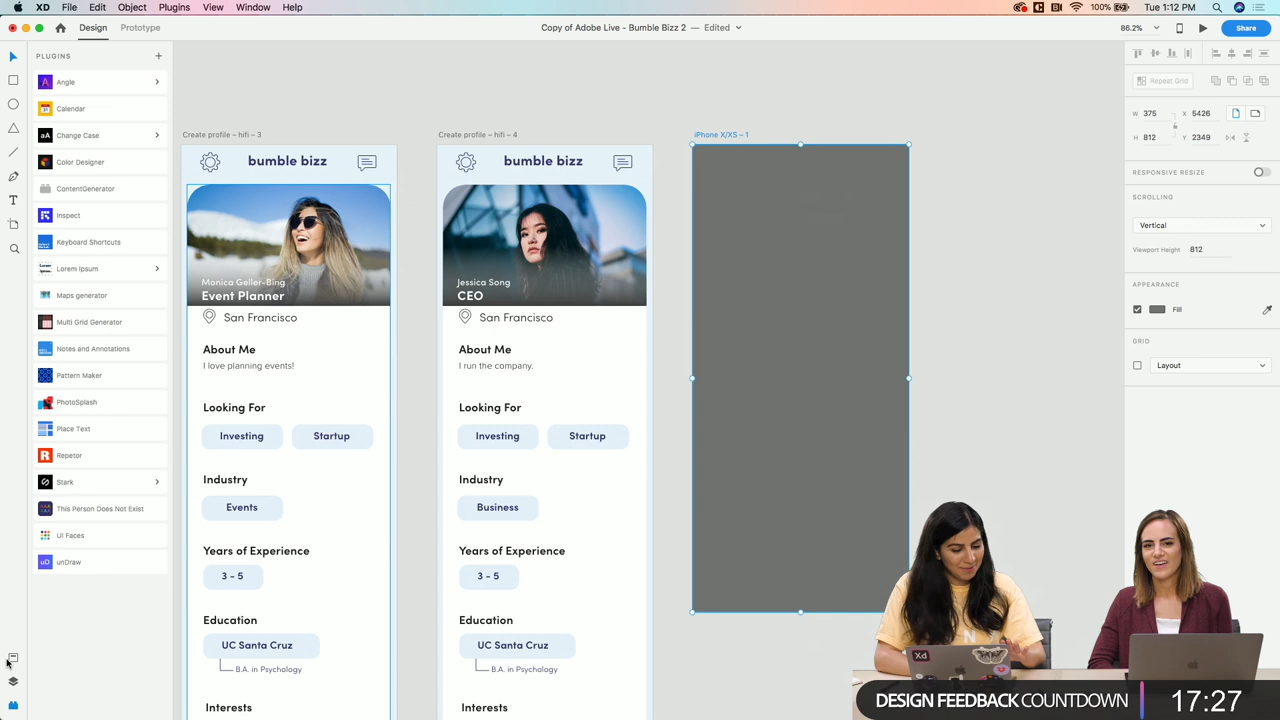 XD File Edit Object Plugins View Window Help
100% Tue 1:12 PM
Design Prototype
Copy of Adobe Live - Bumble Bizz 2 – Edited
86.2%
Share
PLUGINS
Angle
Calendar
Change Case
Color Designer
ContentGenerator
Inspect
Keyboard Shortcuts
Lorem Ipsum
Maps generator
Multi Grid Generator
Notes and Annotations
Pattern Maker
PhotoSplash
Place Text
Repetor
Stark
This Person Does Not Exist
UI Faces
unDraw
Create profile – hifi – 3
bumble bizz
Monica Geller-Bing
Event Planner
San Francisco
About Me
I love planning events!
Looking For
Investing Startup
Industry
Events
Years of Experience
3 - 5
Education
UC Santa Cruz
B.A. in Psychology
Interests
Create profile – hifi – 4
bumble bizz
Jessica Song
CEO
San Francisco
About Me
I run the company.
Looking For
Investing Startup
Industry
Business
Years of Experience
3 - 5
Education
UC Santa Cruz
B.A. in Psychology
Interests
iPhone X/XS – 1
Repeat Grid
W 375 X 5426
H 812 Y 2349
RESPONSIVE RESIZE
SCROLLING
Vertical
Viewport Height 812
APPEARANCE
Fill
GRID
Layout
Xd
DESIGN FEEDBACK COUNTDOWN 17:27